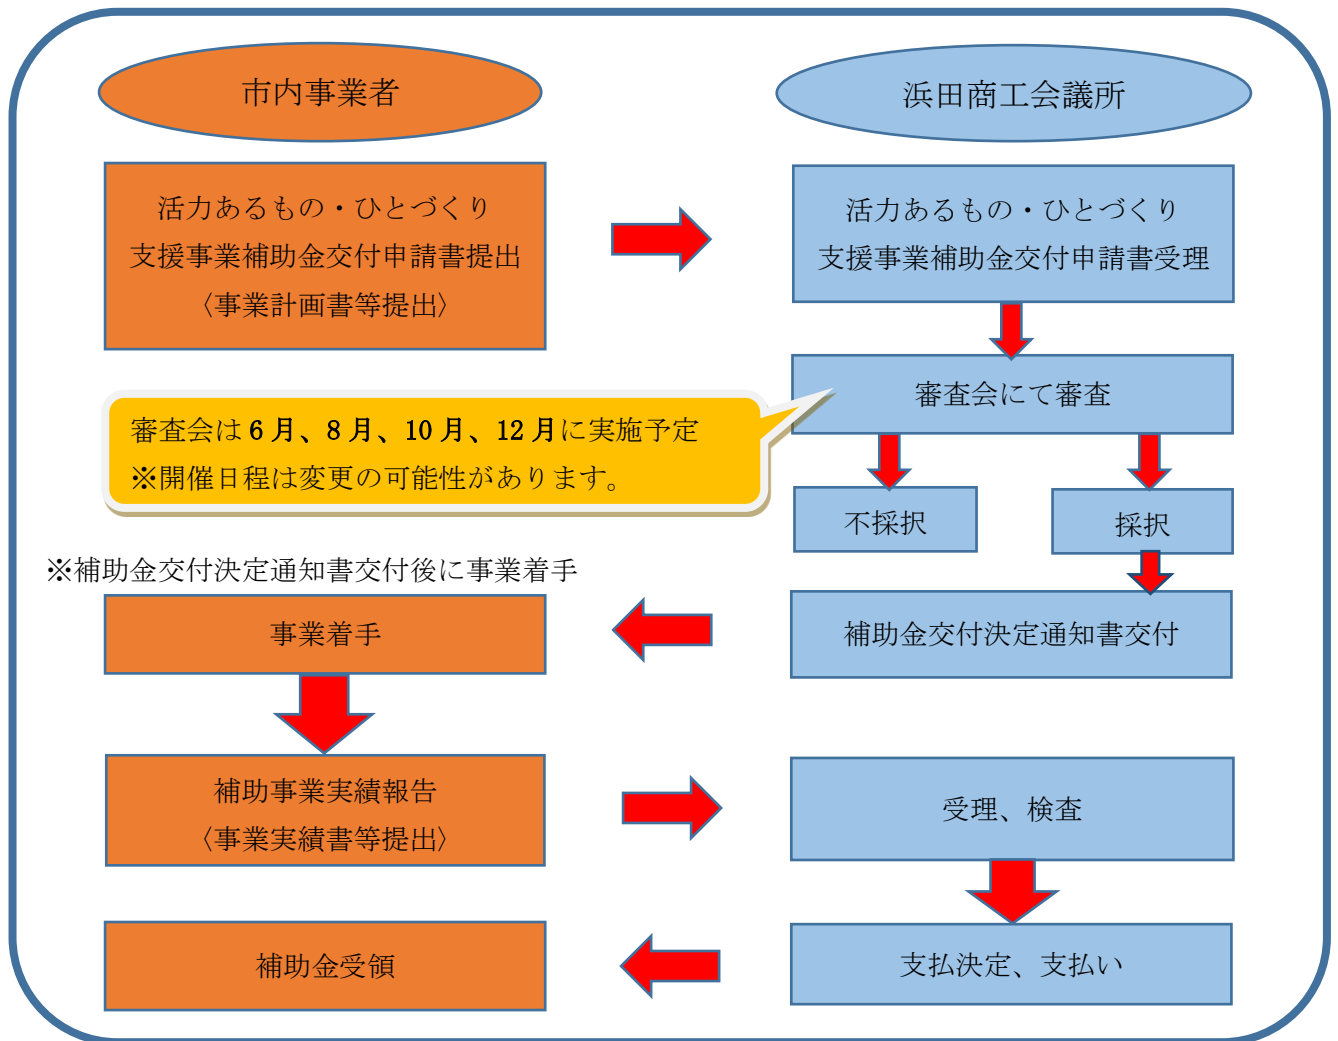 市内事業者
浜田商工会議所
活力あるもの・ひとづくり
支援事業補助金交付申請書提出
〈事業計画書等提出〉
活力あるもの・ひとづくり
支援事業補助金交付申請書受理
審査会にて審査
審査会は 6 月、8 月、10 月、12 月に実施予定
※開催日程は変更の可能性があります。
不採択
採択
※補助金交付決定通知書交付後に事業着手
事業着手
補助金交付決定通知書交付
補助事業実績報告
〈事業実績書等提出〉
受理、検査
補助金受領
支払決定、支払い